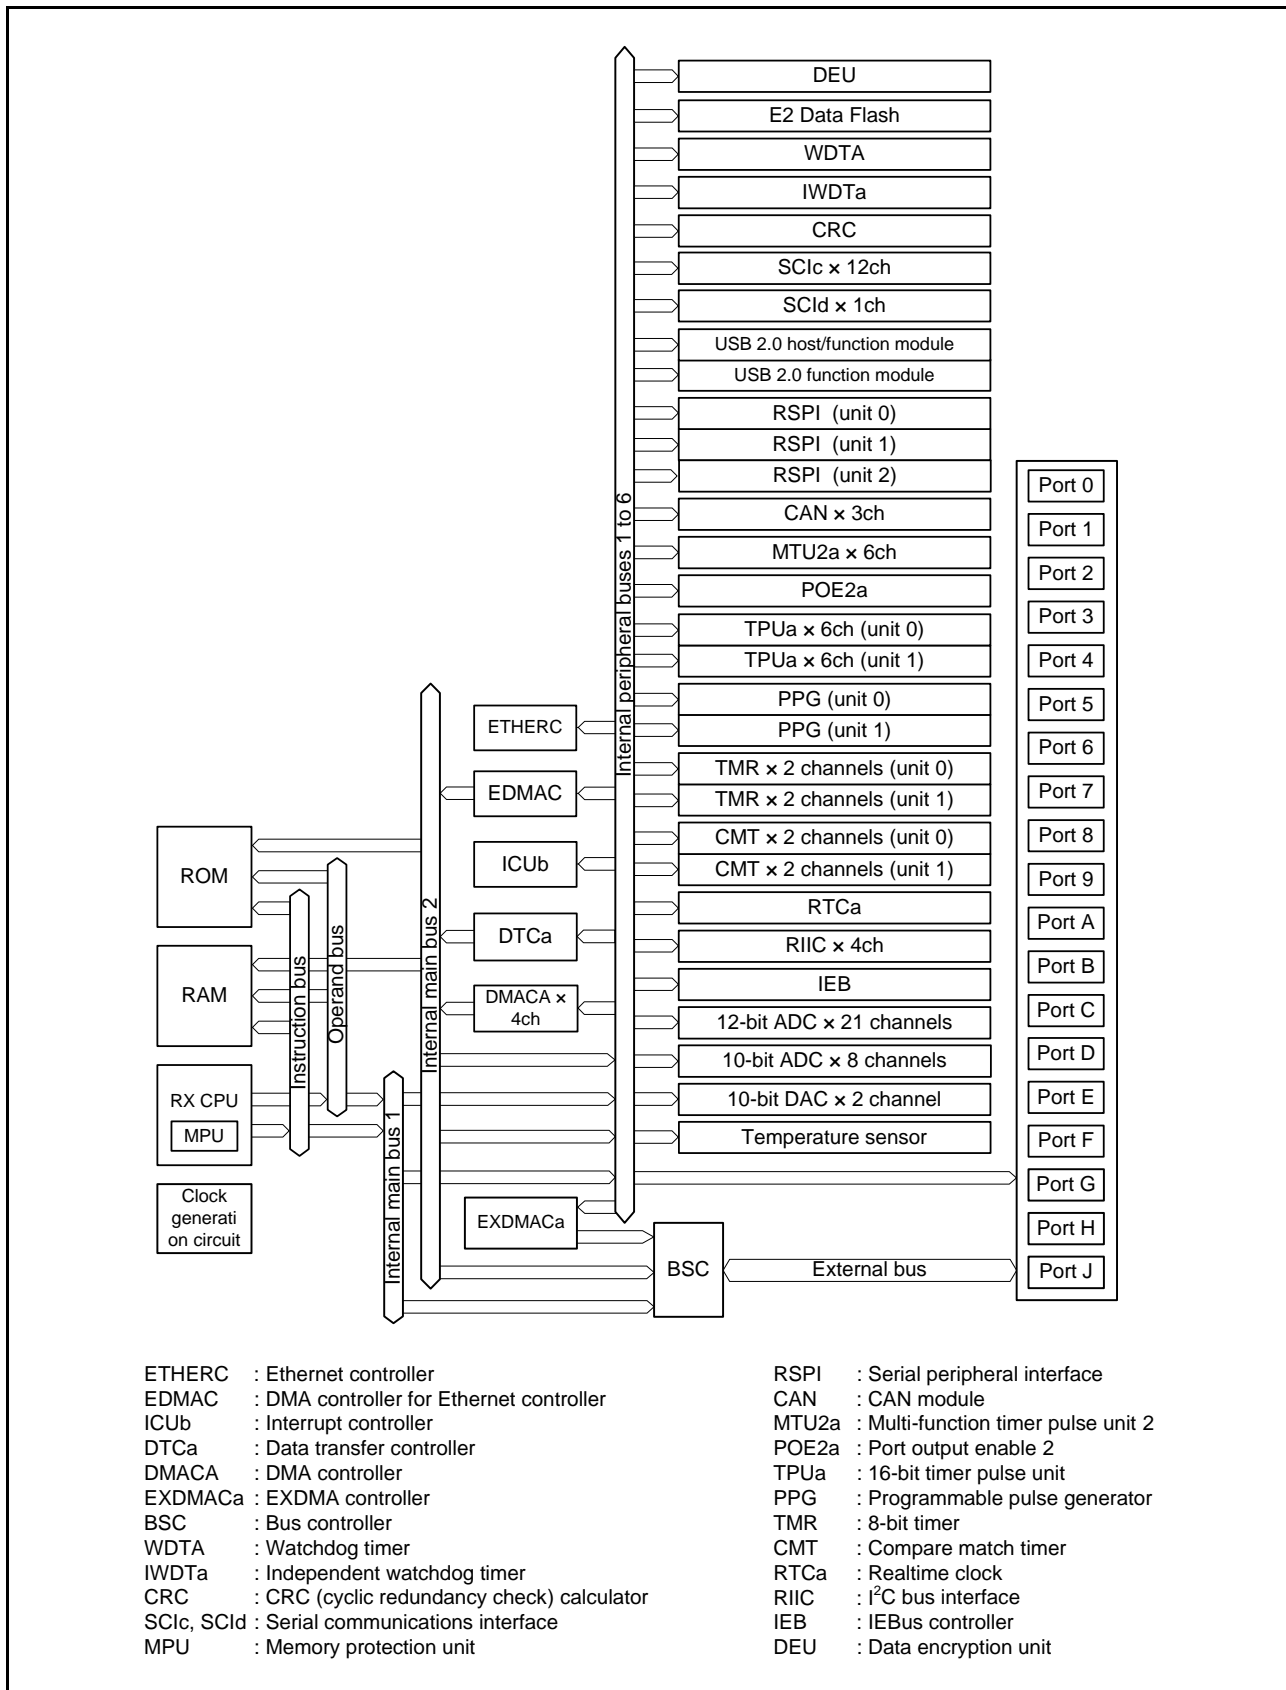 DEU
E2 Data Flash
WDTA
IWDTa
CRC
SCIc × 12ch
SCId × 1ch
USB 2.0 host/function module
USB 2.0 function module
RSPI (unit 0)
RSPI (unit 1)
RSPI (unit 2)
CAN × 3ch
MTU2a × 6ch
POE2a
TPUa × 6ch (unit 0)
TPUa × 6ch (unit 1)
PPG (unit 0)
PPG (unit 1)
TMR × 2 channels (unit 0)
TMR × 2 channels (unit 1)
CMT × 2 channels (unit 0)
CMT × 2 channels (unit 1)
RTCa
RIIC × 4ch
IEB
12-bit ADC × 21 channels
10-bit ADC × 8 channels
10-bit DAC × 2 channel
Temperature sensor
Port 0
Port 1
Port 2
Port 3
Port 4
Port 5
Port 6
Port 7
Port 8
Port 9
Port A
Port B
Port C
Port D
Port E
Port F
Port G
Port H
Port J
Internal peripheral buses 1 to 6
ETHERC
EDMAC
ICUb
DTCa
DMACA ×
4ch
EXDMACa
BSC
External bus
Internal main bus 2
Internal main bus 1
Operand bus
Instruction bus
ROM
RAM
RX CPU
MPU
Clock
generati
on circuit
ETHERC : Ethernet controller
EDMAC : DMA controller for Ethernet controller
ICUb : Interrupt controller
DTCa : Data transfer controller
DMACA : DMA controller
EXDMACa : EXDMA controller
BSC : Bus controller
WDTA : Watchdog timer
IWDTa : Independent watchdog timer
CRC : CRC (cyclic redundancy check) calculator
SCIc, SCId : Serial communications interface
MPU : Memory protection unit
RSPI : Serial peripheral interface
CAN : CAN module
MTU2a : Multi-function timer pulse unit 2
POE2a : Port output enable 2
TPUa : 16-bit timer pulse unit
PPG : Programmable pulse generator
TMR : 8-bit timer
CMT : Compare match timer
RTCa : Realtime clock
RIIC : I²C bus interface
IEB : IEBus controller
DEU : Data encryption unit